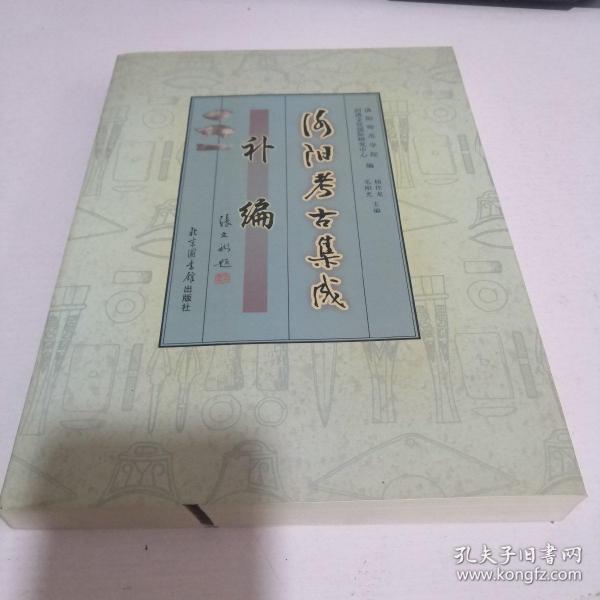 洛阳师范学院
河洛文化国际研究中心
编
杨作龙
毛阳光
主编
洛阳考古集成
补编
张文彬题
北京图书馆出版社
孔夫子旧书网
www.kongfz.com